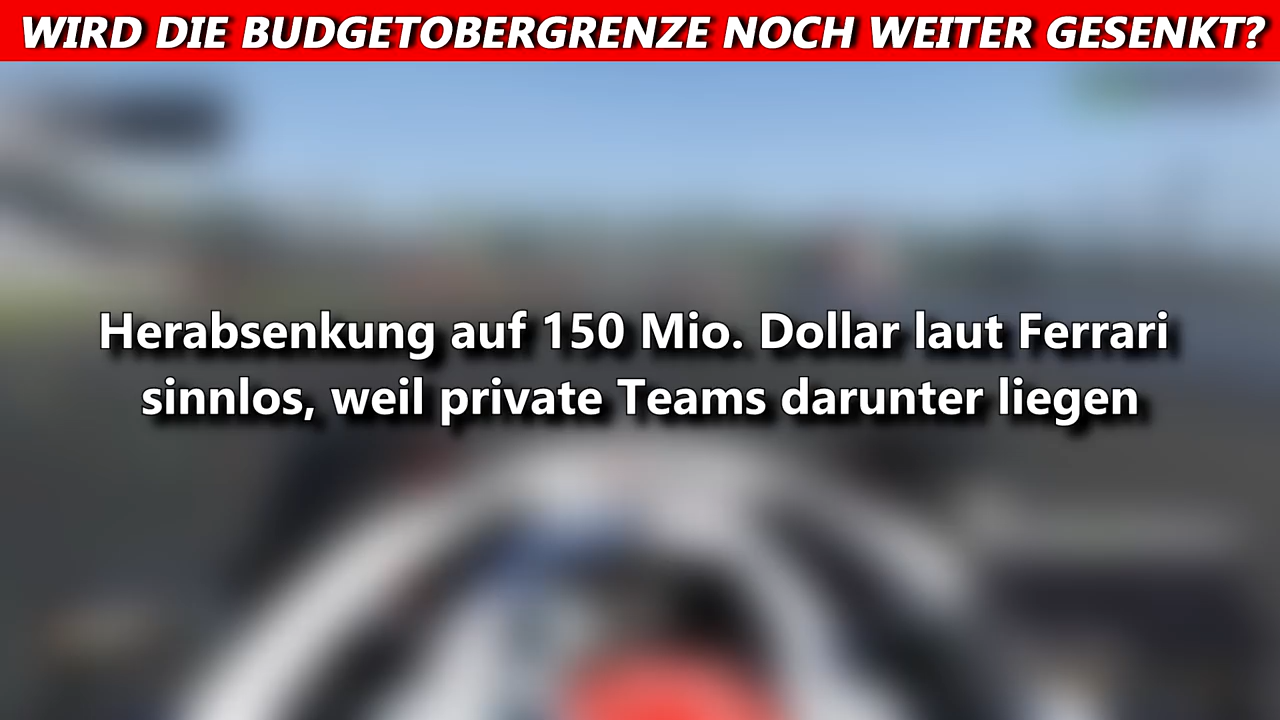 WIRD DIE BUDGETOBERGRENZE NOCH WEITER GESENKT?
Herabsenkung auf 150 Mio. Dollar laut Ferrari
sinnlos, weil private Teams darunter liegen